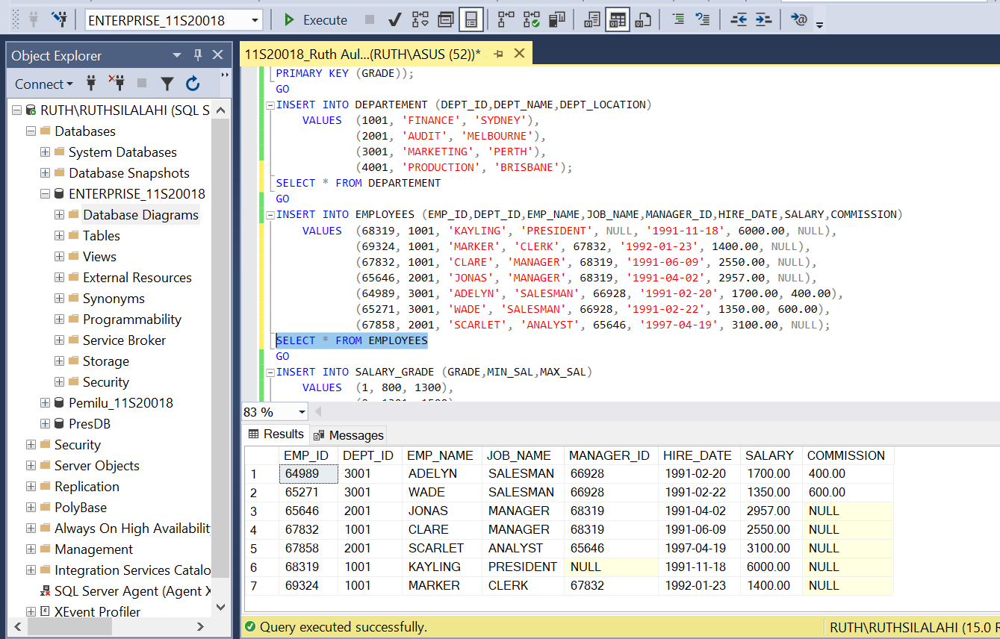 ENTERPRISE_11S20018 Execute
Object Explorer
Connect
RUTH\RUTHSILALAHI (SQL S
Databases
System Databases
Database Snapshots
ENTERPRISE_11S20018
Database Diagrams
Tables
Views
External Resources
Synonyms
Programmability
Service Broker
Storage
Security
Pemilu_11S20018
PresDB
Security
Server Objects
Replication
PolyBase
Always On High Availabilit
Management
Integration Services Catalo
SQL Server Agent (Agent X
XEvent Profiler
11S20018_Ruth Aul...(RUTH\ASUS (52))*
PRIMARY KEY (GRADE));
GO
INSERT INTO DEPARTEMENT (DEPT_ID,DEPT_NAME,DEPT_LOCATION)
VALUES (1001, 'FINANCE', 'SYDNEY'),
(2001, 'AUDIT', 'MELBOURNE'),
(3001, 'MARKETING', 'PERTH'),
(4001, 'PRODUCTION', 'BRISBANE');
SELECT * FROM DEPARTEMENT
GO
INSERT INTO EMPLOYEES (EMP_ID,DEPT_ID,EMP_NAME,JOB_NAME,MANAGER_ID,HIRE_DATE,SALARY,COMMISSION)
VALUES (68319, 1001, 'KAYLING', 'PRESIDENT', NULL, '1991-11-18', 6000.00, NULL),
(69324, 1001, 'MARKER', 'CLERK', 67832, '1992-01-23', 1400.00, NULL),
(67832, 1001, 'CLARE', 'MANAGER', 68319, '1991-06-09', 2550.00, NULL),
(65646, 2001, 'JONAS', 'MANAGER', 68319, '1991-04-02', 2957.00, NULL),
(64989, 3001, 'ADELYN', 'SALESMAN', 66928, '1991-02-20', 1700.00, 400.00),
(65271, 3001, 'WADE', 'SALESMAN', 66928, '1991-02-22', 1350.00, 600.00),
(67858, 2001, 'SCARLET', 'ANALYST', 65646, '1997-04-19', 3100.00, NULL);
SELECT * FROM EMPLOYEES
GO
INSERT INTO SALARY_GRADE (GRADE,MIN_SAL,MAX_SAL)
VALUES (1, 800, 1300),
83 %
Results Messages
EMP_ID DEPT_ID EMP_NAME JOB_NAME MANAGER_ID HIRE_DATE SALARY COMMISSION
1 64989 3001 ADELYN SALESMAN 66928 1991-02-20 1700.00 400.00
2 65271 3001 WADE SALESMAN 66928 1991-02-22 1350.00 600.00
3 65646 2001 JONAS MANAGER 68319 1991-04-02 2957.00 NULL
4 67832 1001 CLARE MANAGER 68319 1991-06-09 2550.00 NULL
5 67858 2001 SCARLET ANALYST 65646 1997-04-19 3100.00 NULL
6 68319 1001 KAYLING PRESIDENT NULL 1991-11-18 6000.00 NULL
7 69324 1001 MARKER CLERK 67832 1992-01-23 1400.00 NULL
Query executed successfully.
RUTH\RUTHSILALAHI (15.0 R